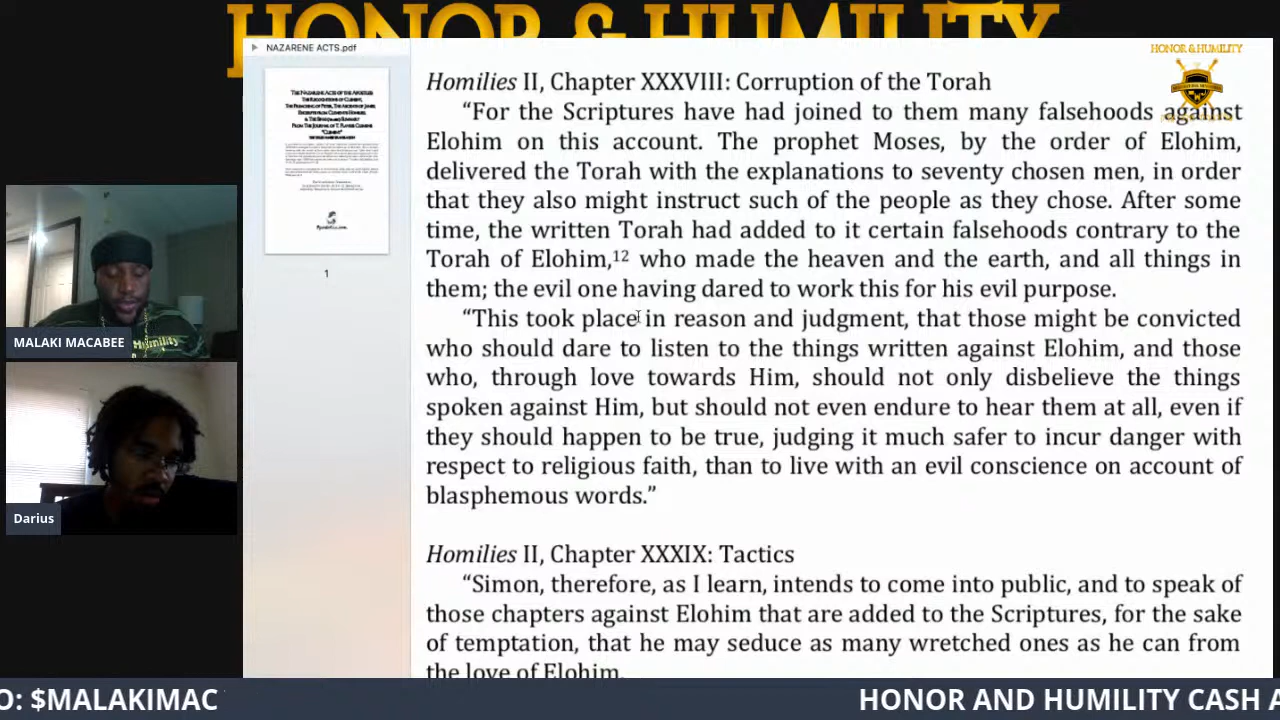 HONOR & HUMILITY
NAZARENE ACTS.pdf
HONOR & HUMILITY
THE NAZARENE ACTS OF THE APOSTLES
THE RECOGNITIONS OF CLEMENT,
1
Homilies II, Chapter XXXVIII: Corruption of the Torah
“For the Scriptures have had joined to them many falsehoods against
Elohim on this account. The prophet Moses, by the order of Elohim,
delivered the Torah with the explanations to seventy chosen men, in order
that they also might instruct such of the people as they chose. After some
time, the written Torah had added to it certain falsehoods contrary to the
Torah of Elohim,12 who made the heaven and the earth, and all things in
them; the evil one having dared to work this for his evil purpose.
“This took place in reason and judgment, that those might be convicted
who should dare to listen to the things written against Elohim, and those
who, through love towards Him, should not only disbelieve the things
spoken against Him, but should not even endure to hear them at all, even if
they should happen to be true, judging it much safer to incur danger with
respect to religious faith, than to live with an evil conscience on account of
blasphemous words.”
Homilies II, Chapter XXXIX: Tactics
“Simon, therefore, as I learn, intends to come into public, and to speak of
those chapters against Elohim that are added to the Scriptures, for the sake
of temptation, that he may seduce as many wretched ones as he can from
the love of Elohim.
MALAKI MACABEE
Humility
Darius
O: $MALAKIMAC
HONOR AND HUMILITY CASH A